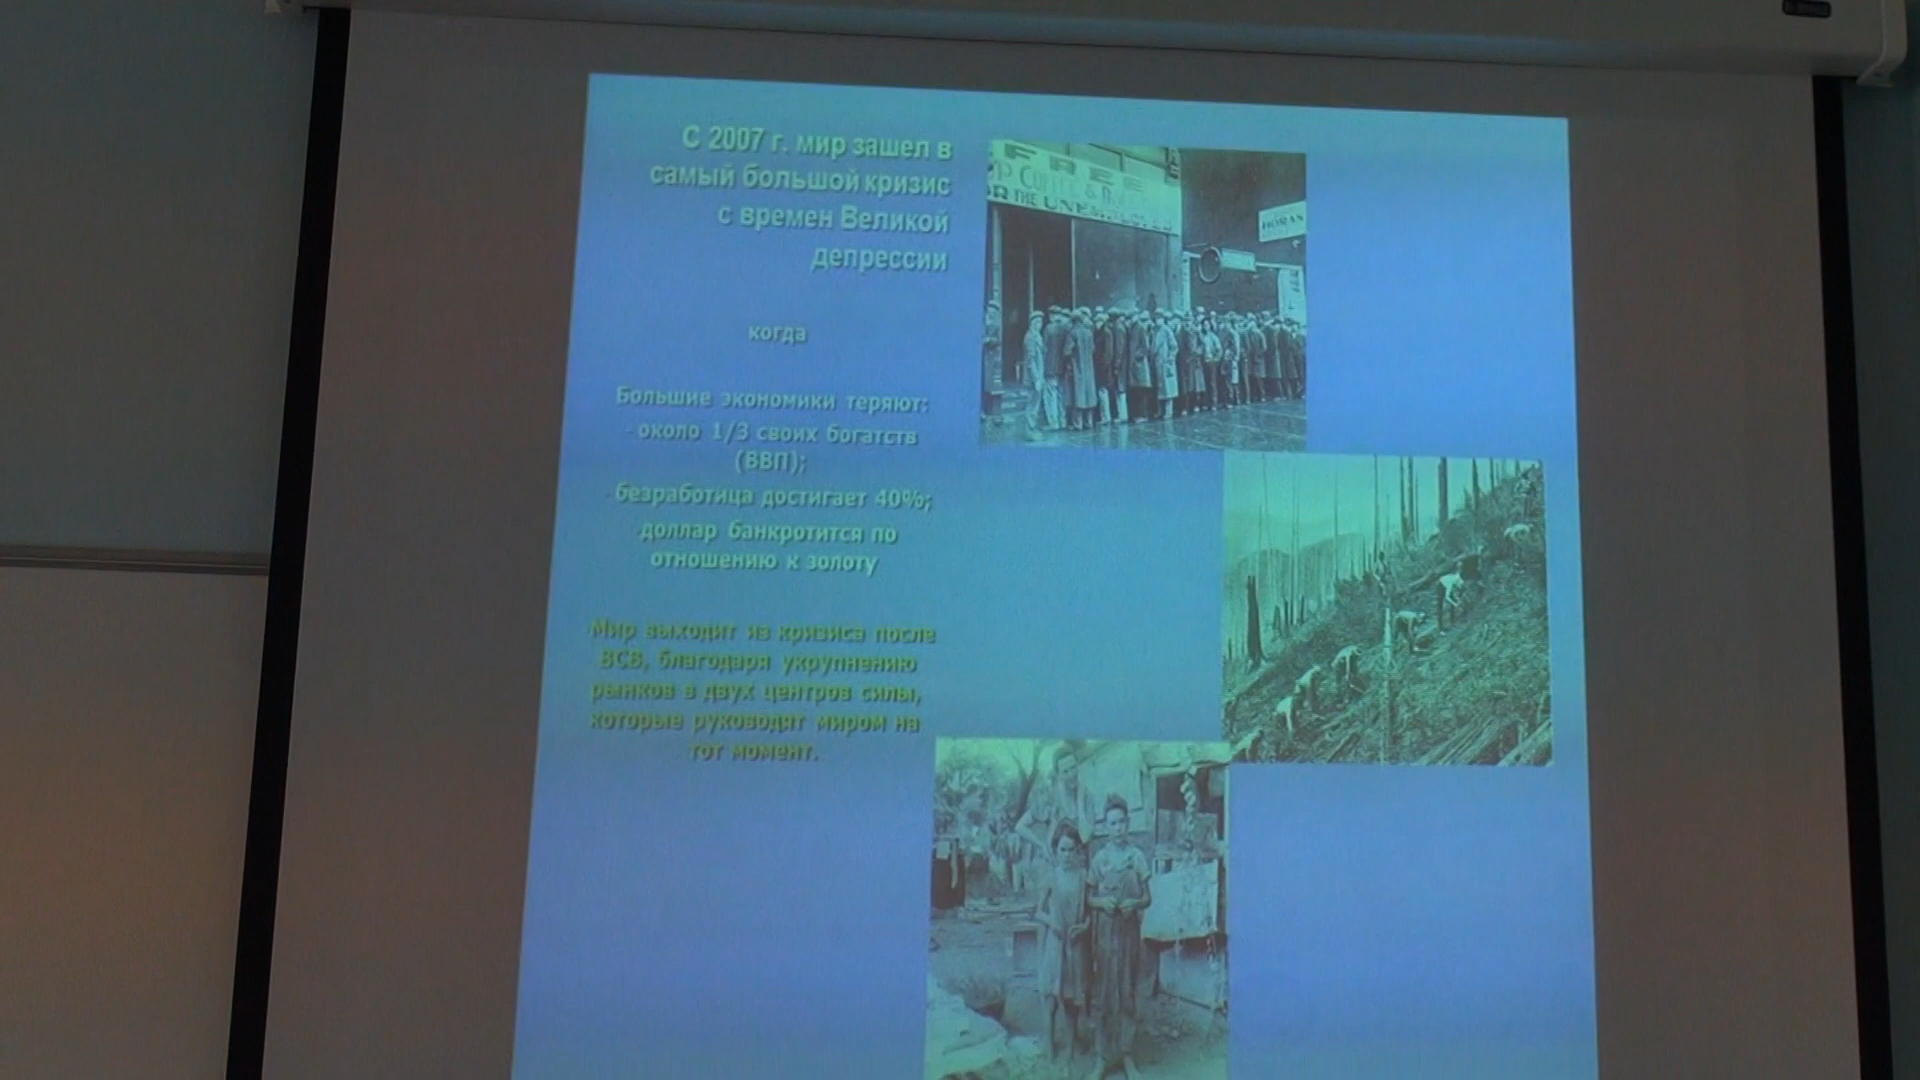 С 2007 г. мир зашел в
самый большой кризис
с времен Великой
депрессии
когда
Большие экономики теряют:
- около 1/3 своих богатств
(ВВП);
- безработица достигает 40%;
доллар банкротится по
отношению к золоту
Мир выходит из кризиса после
ВСВ, благодаря укрупнению
рынков в двух центров силы,
которые руководят миром на
тот момент.
FREE
OR THE UNEMPLOYED
HORAN